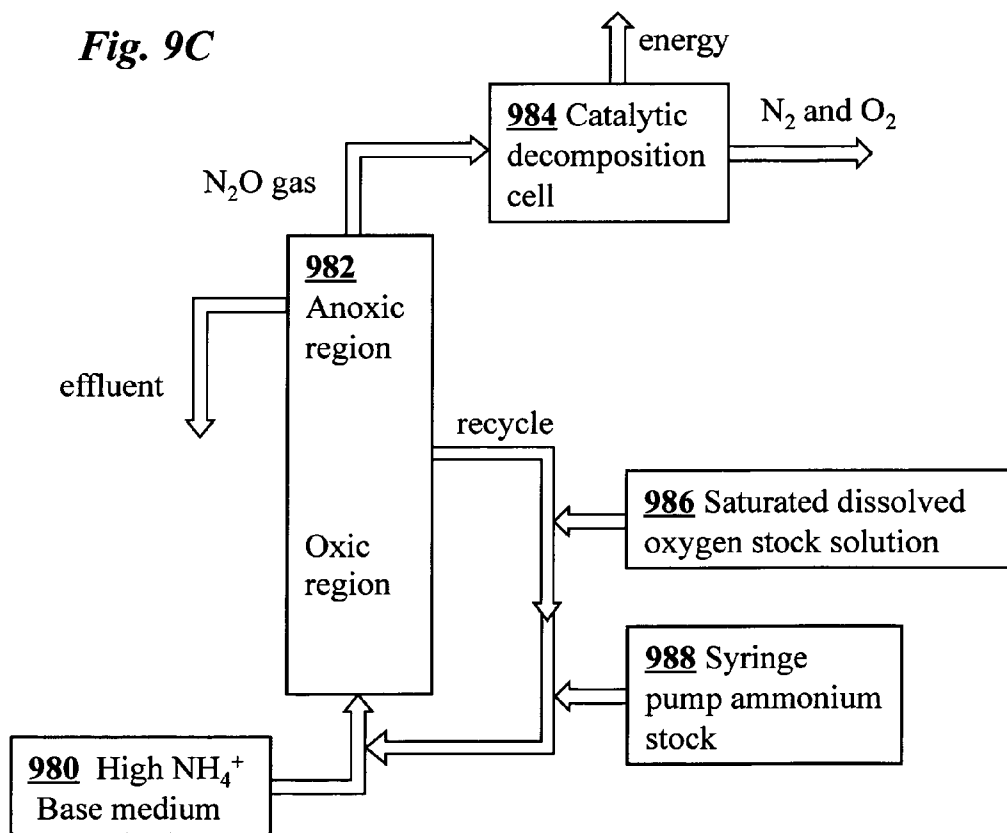 Fig. 9C
energy
984 Catalytic
decomposition
cell
N₂ and O₂
N₂O gas
982
Anoxic
region
effluent
recycle
986 Saturated dissolved
oxygen stock solution
Oxic
region
988 Syringe
pump ammonium
stock
980 High NH₄⁺
Base medium